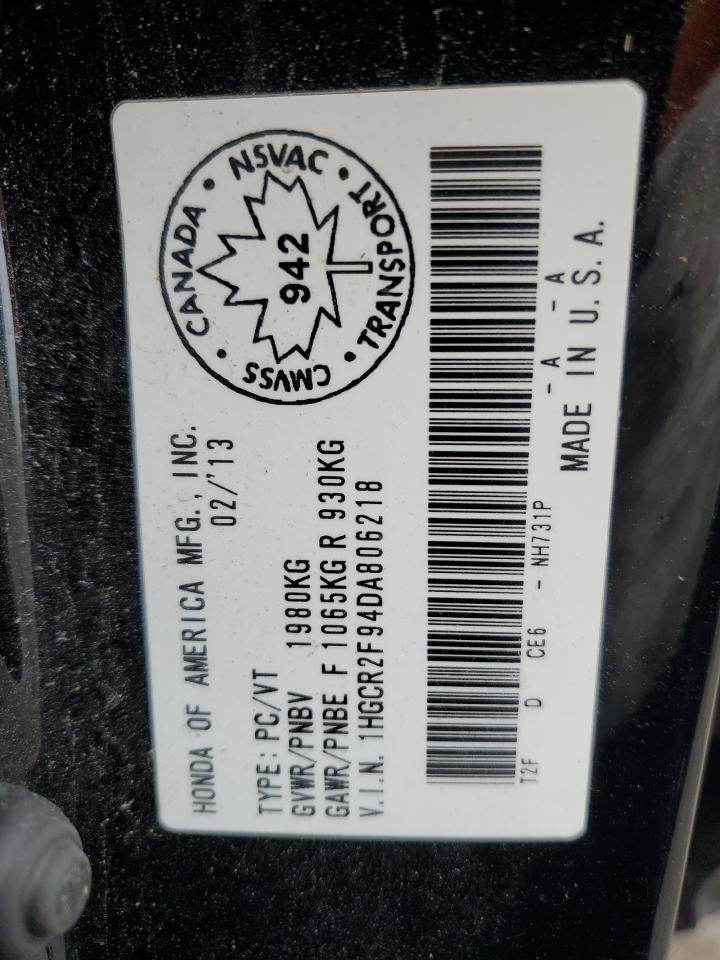 HONDA OF AMERICA MFG., INC.
02/'13
TYPE: PC/VT
GVWR/PNBV 1980KG
GAWR/PNBE F 1065KG R 930KG
V.I.N. 1HGCR2F94DA806218
CANADA • NSVAC • TRANSPORT • CMVSS •
942
T2F D CE6 - NH731P - A - A
MADE IN U.S.A.